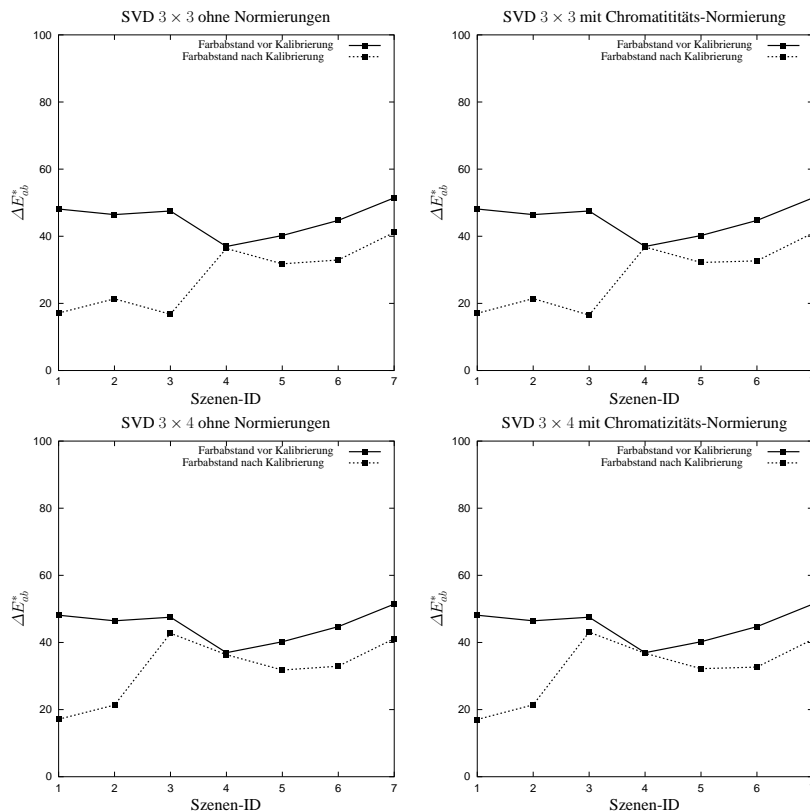 SVD 3 × 3 ohne Normierungen
100
80
60
40
20
0
ΔE*ab
Farbabstand vor Kalibrierung
Farbabstand nach Kalibrierung
1 2 3 4 5 6 7
Szenen-ID
SVD 3 × 3 mit Chromatititäts-Normierung
100
80
60
40
20
0
ΔE*ab
Farbabstand vor Kalibrierung
Farbabstand nach Kalibrierung
1 2 3 4 5 6
Szenen-ID
SVD 3 × 4 ohne Normierungen
100
80
60
40
20
0
ΔE*ab
Farbabstand vor Kalibrierung
Farbabstand nach Kalibrierung
1 2 3 4 5 6 7
Szenen-ID
SVD 3 × 4 mit Chromatizitäts-Normierung
100
80
60
40
20
0
ΔE*ab
Farbabstand vor Kalibrierung
Farbabstand nach Kalibrierung
1 2 3 4 5 6
Szenen-ID